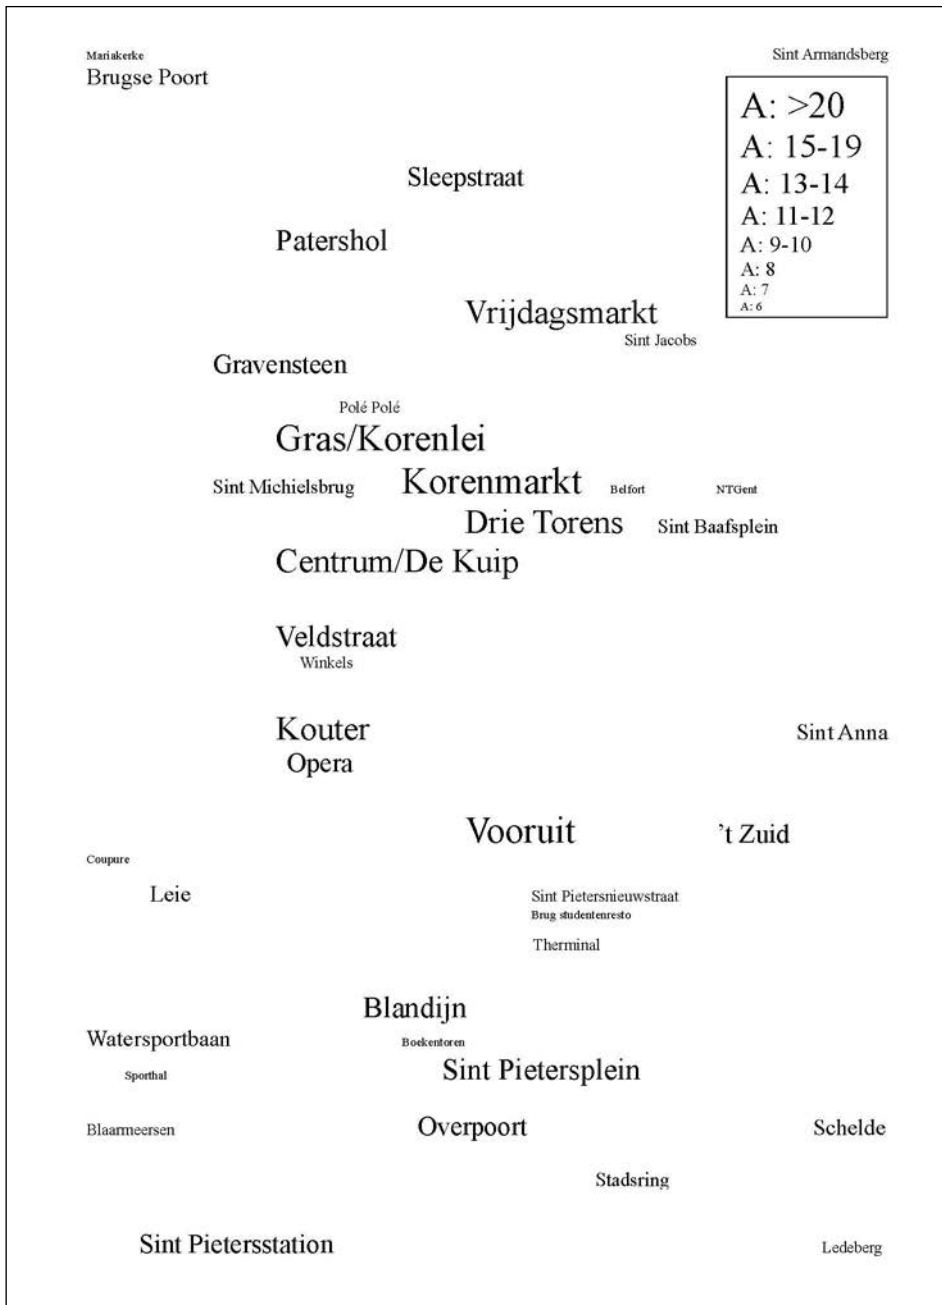 Mariakerke
Sint Armandsberg
Brugse Poort
A: >20
A: 15-19
A: 13-14
A: 11-12
A: 9-10
A: 8
A: 7
A: 6
Sleepstraat
Patershol
Vrijdagsmarkt
Sint Jacobs
Gravensteen
Polé Polé
Gras/Korenlei
Sint Michielsbrug
Korenmarkt
Belfort
NTGent
Drie Torens
Sint Baafsplein
Centrum/De Kuip
Veldstraat
Winkels
Kouter
Sint Anna
Opera
Vooruit
’t Zuid
Coupure
Leie
Sint Pietersnieuwstraat
Brug studentenresto
Therminal
Blandijn
Watersportbaan
Boekentoren
Sporthal
Sint Pietersplein
Blaarmeersen
Overpoort
Schelde
Stadsring
Sint Pietersstation
Ledeberg